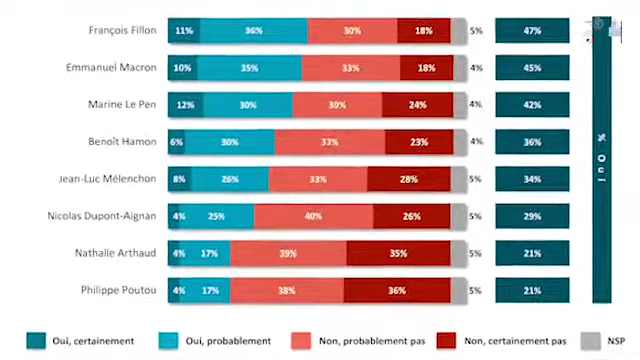 François Fillon 11% 36% 30% 18% 5% 47%
Emmanuel Macron 10% 35% 33% 18% 4% 45%
Marine Le Pen 12% 30% 30% 24% 4% 42%
Benoît Hamon 6% 30% 37% 23% 4% 36%
Jean-Luc Mélenchon 8% 26% 33% 28% 5% 34%
Nicolas Dupont-Aignan 4% 25% 40% 26% 5% 29%
Nathalie Arthaud 4% 17% 39% 35% 5% 21%
Philippe Poutou 4% 17% 38% 36% 5% 21%
% Oui
Oui, certainement Oui, probablement Non, probablement pas Non, certainement pas NSP